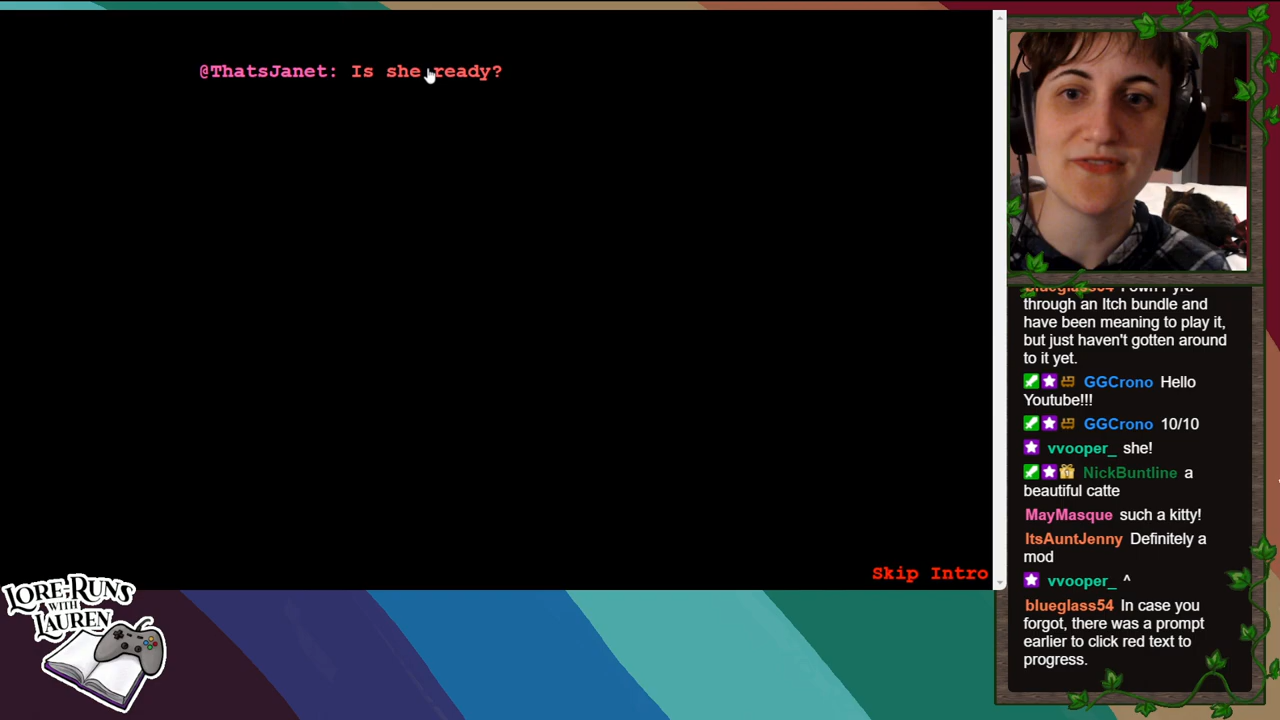 @ThatsJanet: Is she ready?
Skip Intro
LORE-RUNS
WITH
LAUREN
blueglass54 I own Pyre
through an Itch bundle and
have been meaning to play it,
but just haven't gotten around
to it yet.
GGCrono Hello
Youtube!!!
GGCrono 10/10
vvooper_ she!
NickBuntline a
beautiful catte
MayMasque such a kitty!
ItsAuntJenny Definitely a
mod
vvooper_ ^
blueglass54 In case you
forgot, there was a prompt
earlier to click red text to
progress.